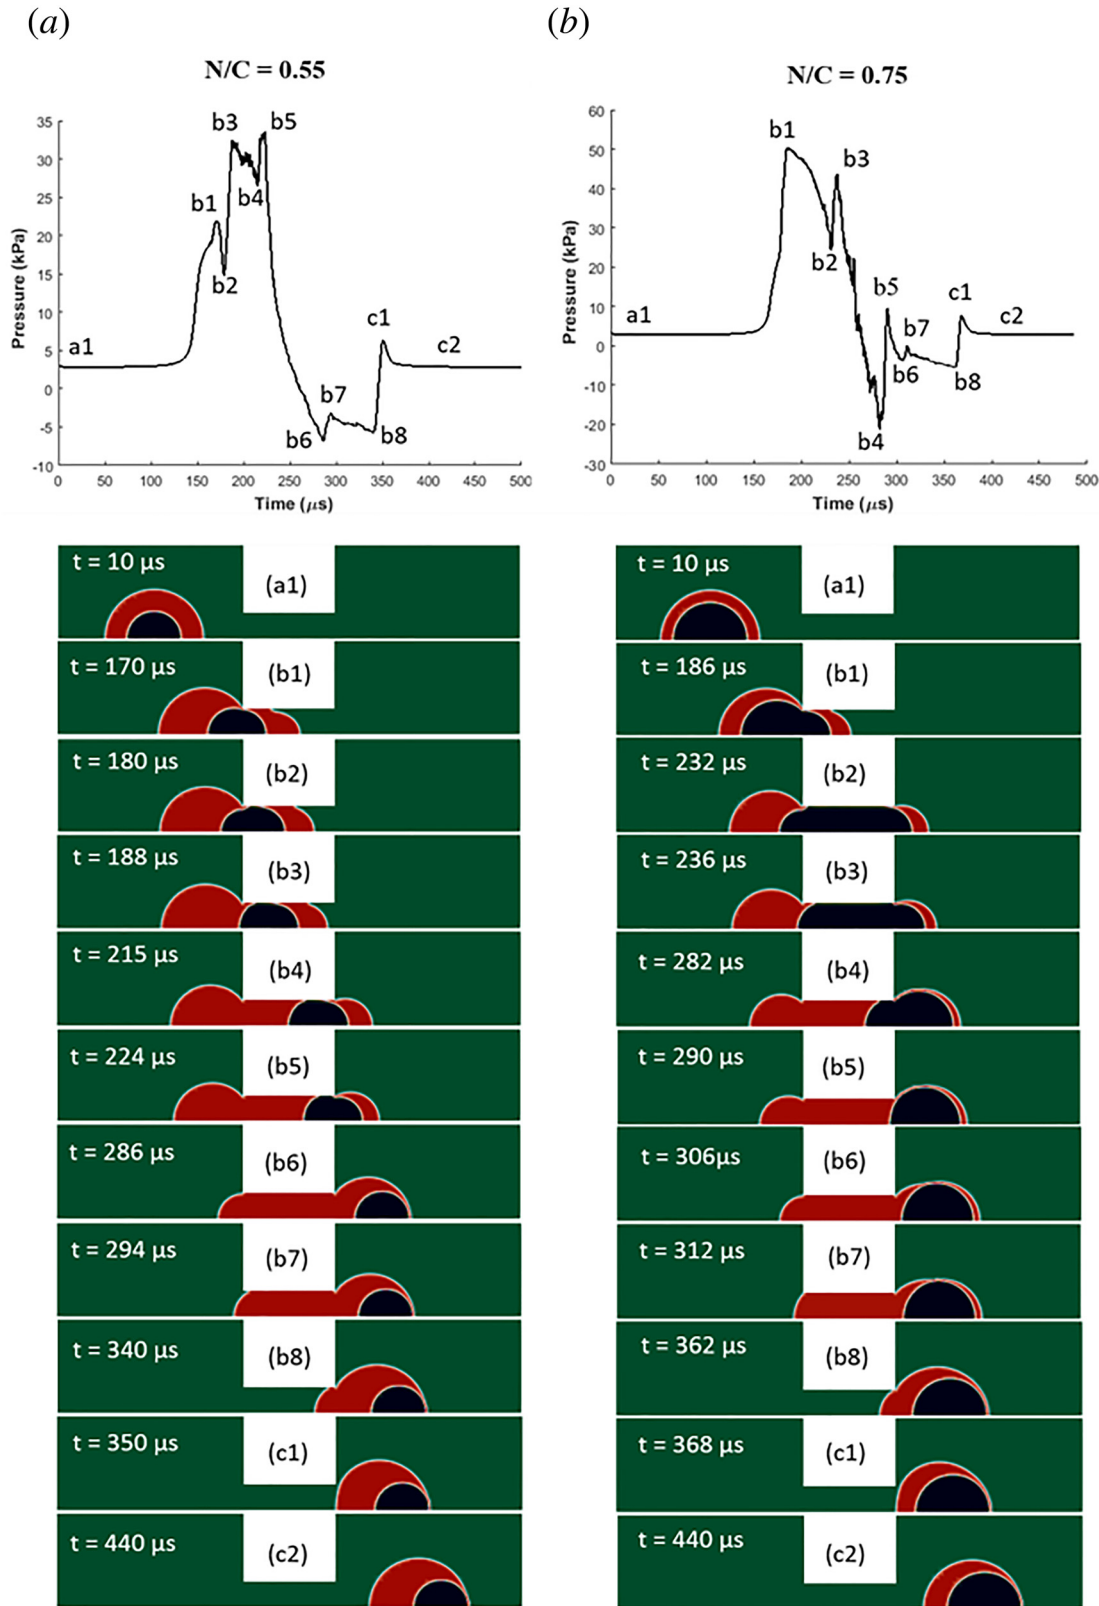 (a)
N/C = 0.55
35
30
25
20
15
10
5
0
-5
-10
Pressure (kPa)
b3
b5
b1
b4
b2
c1
a1
c2
b7
b6
b8
0 50 100 150 200 250 300 350 400 450 500
Time (μs)
t = 10 μs
(a1)
t = 170 μs
(b1)
t = 180 μs
(b2)
t = 188 μs
(b3)
t = 215 μs
(b4)
t = 224 μs
(b5)
t = 286 μs
(b6)
t = 294 μs
(b7)
t = 340 μs
(b8)
t = 350 μs
(c1)
t = 440 μs
(c2)
(b)
N/C = 0.75
60
50
40
30
20
10
0
-10
-20
-30
Pressure (kPa)
b1
b3
b2
b5
c1
a1
c2
b7
b6
b8
b4
0 50 100 150 200 250 300 350 400 450 500
Time (μs)
t = 10 μs
(a1)
t = 186 μs
(b1)
t = 232 μs
(b2)
t = 236 μs
(b3)
t = 282 μs
(b4)
t = 290 μs
(b5)
t = 306μs
(b6)
t = 312 μs
(b7)
t = 362 μs
(b8)
t = 368 μs
(c1)
t = 440 μs
(c2)